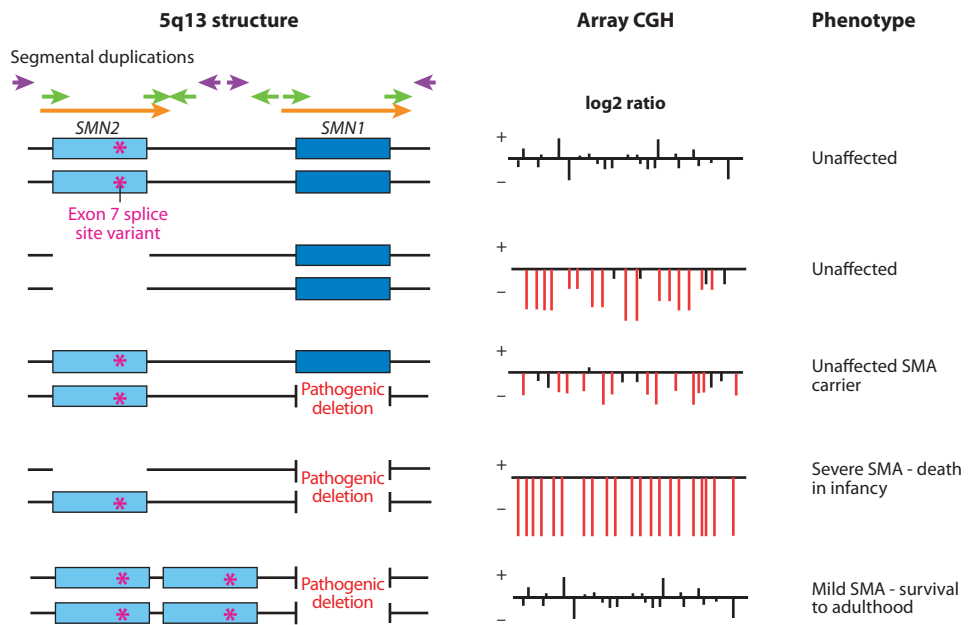 5q13 structure
Array CGH
Phenotype
Segmental duplications
log2 ratio
SMN2
SMN1
*
+
Unaffected
*
−
Exon 7 splice
site variant
+
Unaffected
−
*
+
Unaffected SMA
carrier
*
Pathogenic
deletion
−
+
Severe SMA - death
in infancy
*
Pathogenic
deletion
−
*
*
+
Mild SMA - survival
to adulthood
*
*
Pathogenic
deletion
−